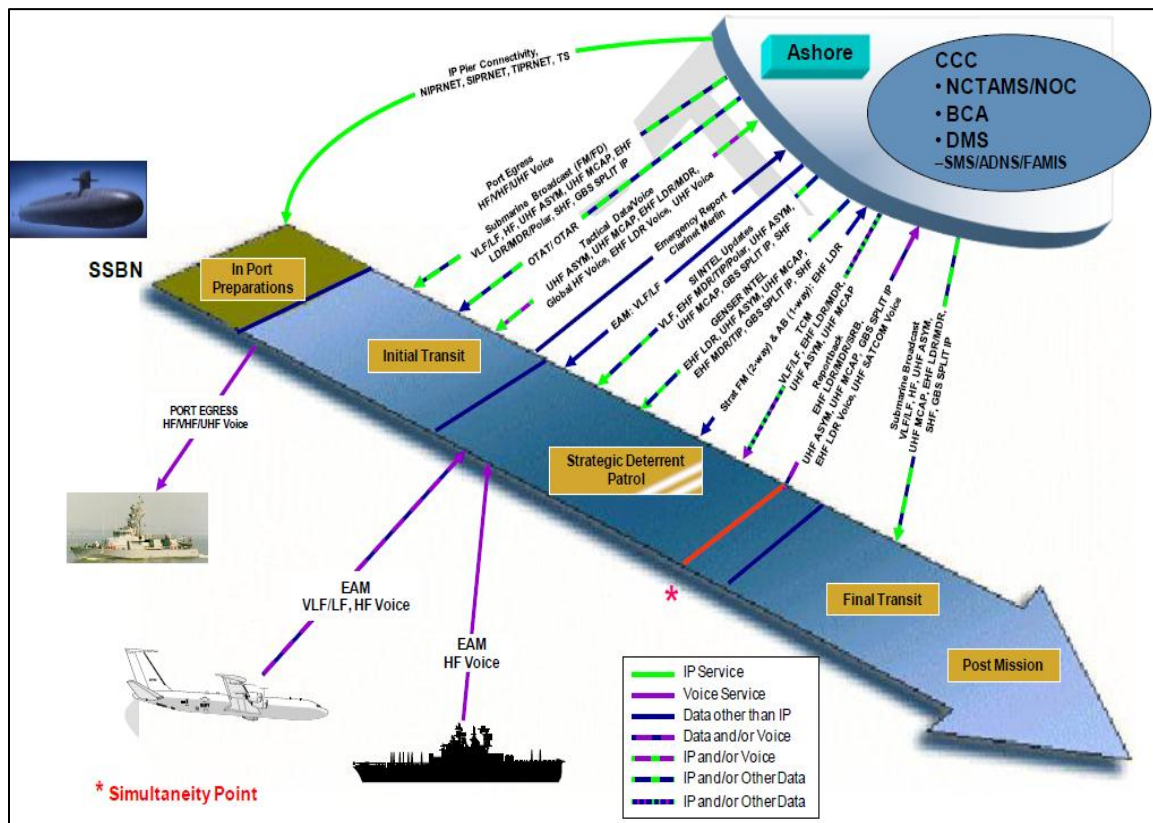 Ashore
CCC
• NCTAMS/NOC
• BCA
• DMS
–SMS/ADNS/FAMIS
IP Pier Connectivity,
NIPRNET, SIPRNET, TIPRNET, TS
SSBN
In Port
Preparations
Port Egress
HF/VHF/UHF Voice
Submarine Broadcast (FM/FD)
VLF/LF, HF, UHF ASYM, UHF MCAP, EHF
LDR/MDR/Polar, SHF, GBS SPLIT IP
OTAT/ OTAR
Tactical Data/Voice
UHF ASYM, UHF MCAP, EHF LDR/MDR,
Global HF Voice, EHF LDR Voice, UHF Voice
Emergency Report
Clarinet Merlin
EAM: VLF/LF
SI INTEL Updates
VLF, EHF MDR/TIP/Polar, UHF ASYM,
UHF MCAP, GBS SPLIT IP, SHF
GENSER INTEL
EHF LDR, UHF ASYM, UHF MCAP,
EHF MDR/TIP, GBS SPLIT IP, SHF
Strat FM (2-way) & AB (1-way): EHF LDR
TCM
VLF/LF, EHF LDR/MDR,
UHF ASYM, UHF MCAP
Reportback
EHF LDR/MDR/SRB,
UHF ASYM, UHF MCAP, GBS SPLIT IP
EHF LDR Voice, UHF SATCOM Voice
Submarine Broadcast
VLF/LF, HF, UHF ASYM,
UHF MCAP, EHF LDR/MDR,
SHF, GBS SPLIT IP
Initial Transit
Strategic Deterrent
Patrol
Final Transit
Post Mission
PORT EGRESS
HF/VHF/UHF Voice
EAM
VLF/LF, HF Voice
EAM
HF Voice
*
IP Service
Voice Service
Data other than IP
Data and/or Voice
IP and/or Voice
IP and/or Other Data
IP and/or Other Data
* Simultaneity Point